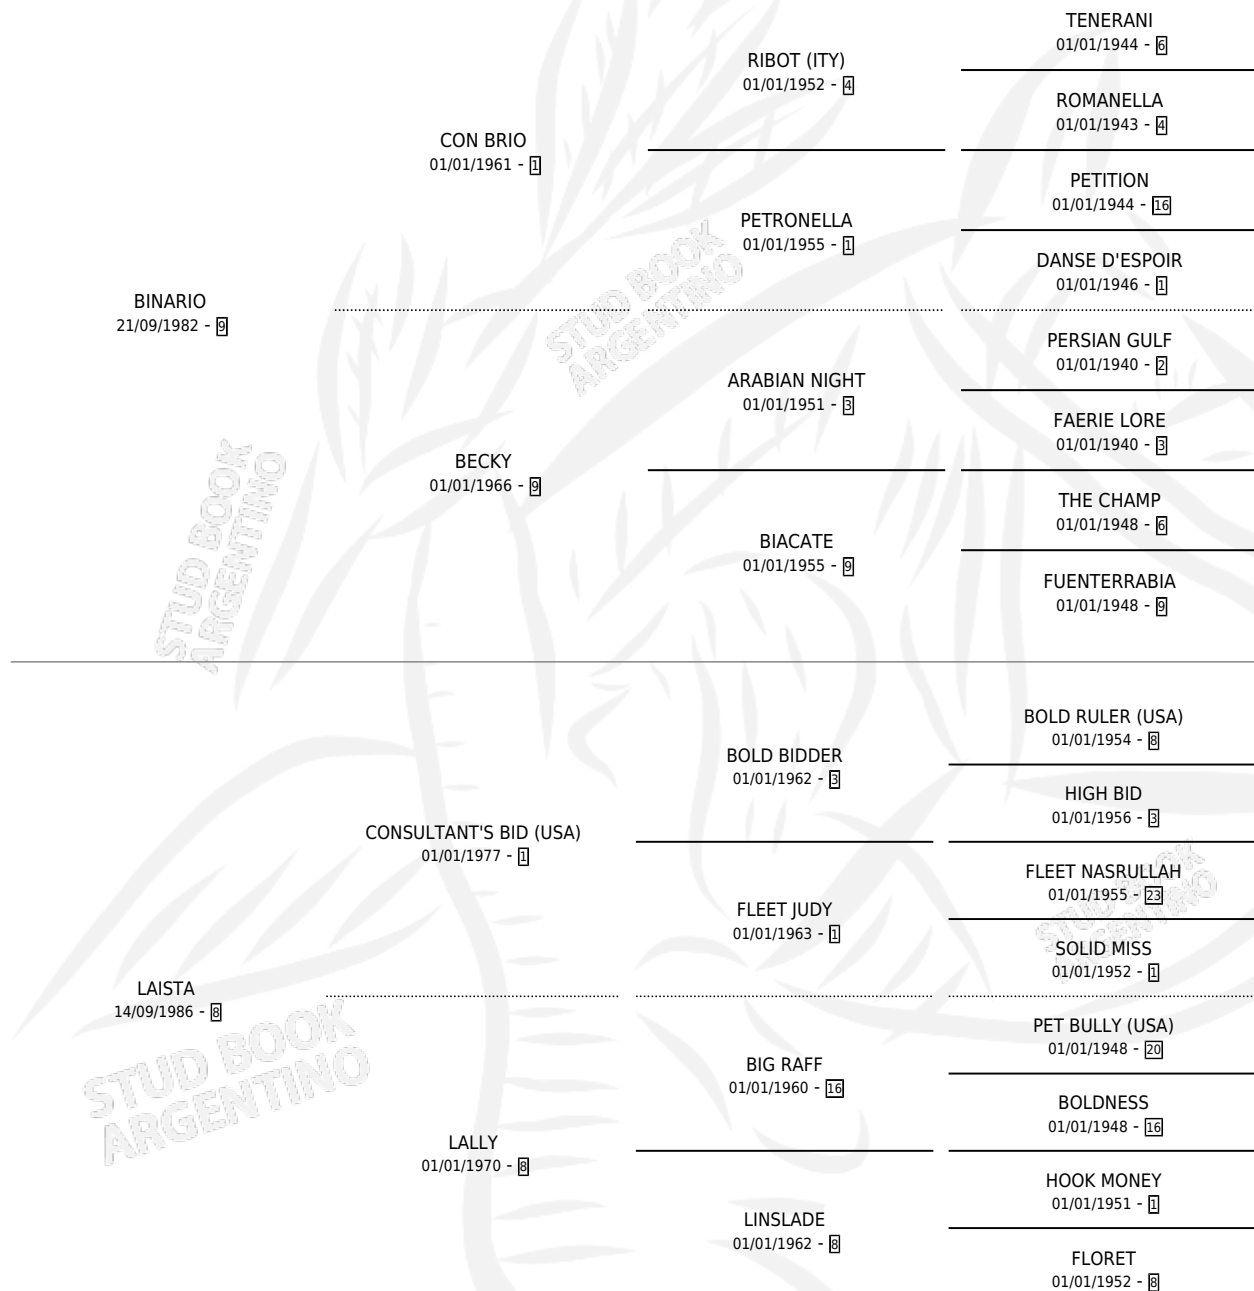 TENERANI
01/01/1944 - 6
RIBOT (ITY)
01/01/1952 - 4
ROMANELLA
01/01/1943 - 4
CON BRIO
01/01/1961 - 1
PETITION
01/01/1944 - 16
PETRONELLA
01/01/1955 - 1
DANSE D'ESPOIR
01/01/1946 - 1
BINARIO
21/09/1982 - 9
PERSIAN GULF
01/01/1940 - 2
ARABIAN NIGHT
01/01/1951 - 3
FAERIE LORE
01/01/1940 - 3
BECKY
01/01/1966 - 9
THE CHAMP
01/01/1948 - 6
BIACATE
01/01/1955 - 9
FUENTERRABIA
01/01/1948 - 9
BOLD RULER (USA)
01/01/1954 - 8
BOLD BIDDER
01/01/1962 - 3
HIGH BID
01/01/1956 - 3
CONSULTANT'S BID (USA)
01/01/1977 - 1
FLEET NASRULLAH
01/01/1955 - 23
FLEET JUDY
01/01/1963 - 1
SOLID MISS
01/01/1952 - 1
LAISTA
14/09/1986 - 8
PET BULLY (USA)
01/01/1948 - 20
BIG RAFF
01/01/1960 - 16
BOLDNESS
01/01/1948 - 16
LALLY
01/01/1970 - 8
HOOK MONEY
01/01/1951 - 1
LINSLADE
01/01/1962 - 8
FLORET
01/01/1952 - 8
STUD BOOK
ARGENTINO
STUD BOOK
ARGENTINO
STUD BOOK
ARGENTINO
STUD BOOK
ARGENTINO